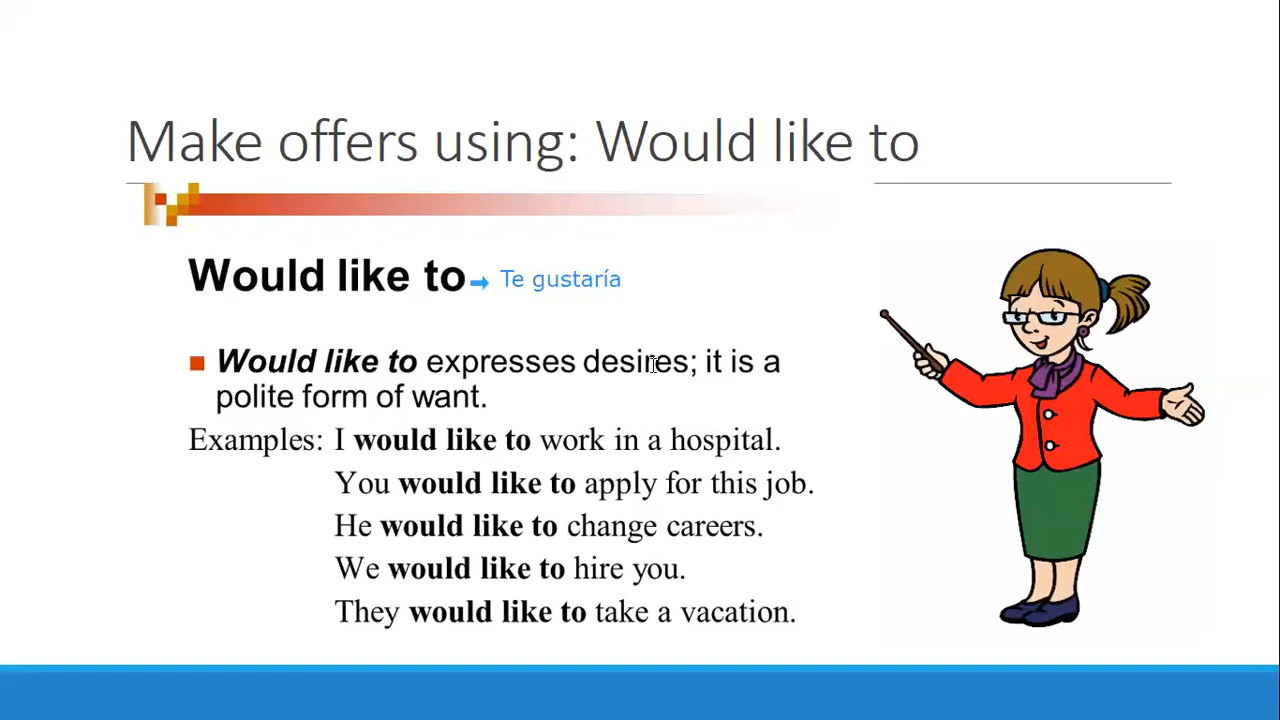 Make offers using: Would like to
Would like to➡ Te gustaría
Would like to expresses desires; it is a
polite form of want.
Examples: I would like to work in a hospital.
You would like to apply for this job.
He would like to change careers.
We would like to hire you.
They would like to take a vacation.